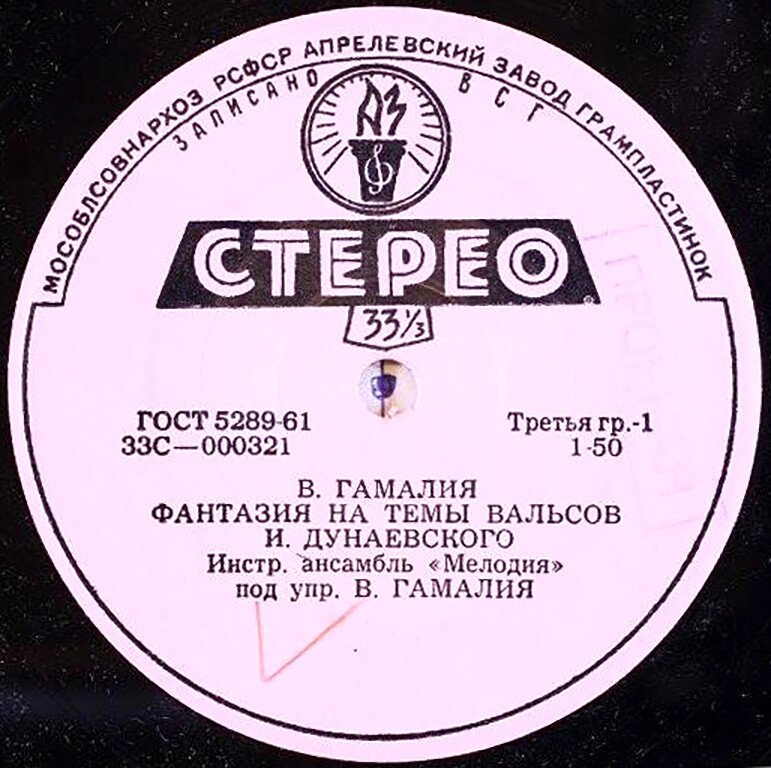 МОСОБЛСОВНАРХОЗ РСФСР АПРЕЛЕВСКИЙ ЗАВОД ГРАМПЛАСТИНОК
ЗАПИСАНО ВСГ
АЗ
СТЕРЕО
33⅓
ГОСТ 5289-61 Третья гр.-1
33С—000321 1-50
В. ГАМАЛИЯ
ФАНТАЗИЯ НА ТЕМЫ ВАЛЬСОВ
И. ДУНАЕВСКОГО
Инстр. ансамбль «Мелодия»
под упр. В. ГАМАЛИЯ